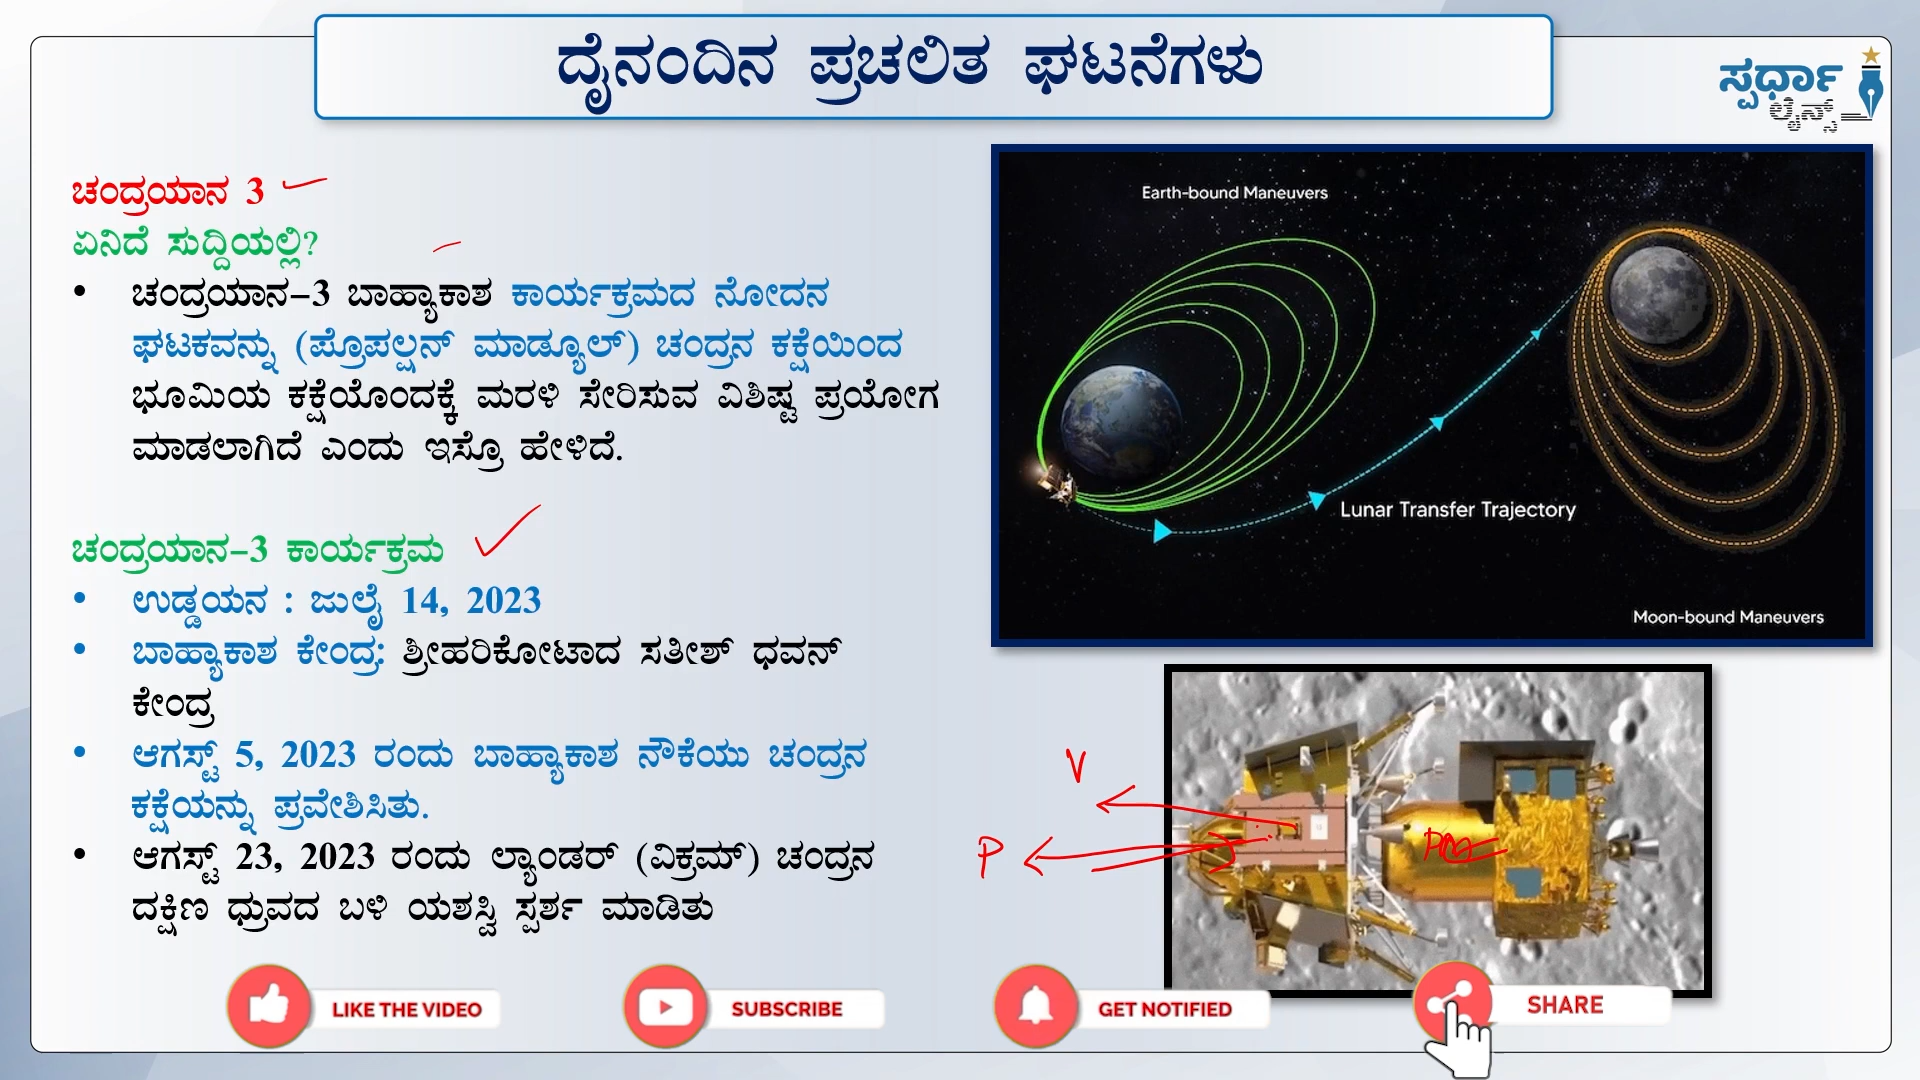 ದೈನಂದಿನ ಪ್ರಚಲಿತ ಘಟನೆಗಳು
ಸ್ಪರ್ಧಾ
ಲೈನ್ಸ್
ಚಂದ್ರಯಾನ 3
ಏನಿದೆ ಸುದ್ದಿಯಲ್ಲಿ?
• ಚಂದ್ರಯಾನ-3 ಬಾಹ್ಯಾಕಾಶ ಕಾರ್ಯಕ್ರಮದ ನೋದನ
ಘಟಕವನ್ನು (ಪ್ರೊಪಲ್ಷನ್ ಮಾಡ್ಯೂಲ್) ಚಂದ್ರನ ಕಕ್ಷೆಯಿಂದ
ಭೂಮಿಯ ಕಕ್ಷೆಯೊಂದಕ್ಕೆ ಮರಳಿ ಸೇರಿಸುವ ವಿಶಿಷ್ಟ ಪ್ರಯೋಗ
ಮಾಡಲಾಗಿದೆ ಎಂದು ಇಸ್ರೊ ಹೇಳಿದೆ.
ಚಂದ್ರಯಾನ-3 ಕಾರ್ಯಕ್ರಮ
• ಉಡ್ಡಯನ : ಜುಲೈ 14, 2023
• ಬಾಹ್ಯಾಕಾಶ ಕೇಂದ್ರ: ಶ್ರೀಹರಿಕೋಟಾದ ಸತೀಶ್ ಧವನ್
ಕೇಂದ್ರ
• ಆಗಸ್ಟ್ 5, 2023 ರಂದು ಬಾಹ್ಯಾಕಾಶ ನೌಕೆಯು ಚಂದ್ರನ
ಕಕ್ಷೆಯನ್ನು ಪ್ರವೇಶಿಸಿತು.
• ಆಗಸ್ಟ್ 23, 2023 ರಂದು ಲ್ಯಾಂಡರ್ (ವಿಕ್ರಮ್) ಚಂದ್ರನ
ದಕ್ಷಿಣ ಧ್ರುವದ ಬಳಿ ಯಶಸ್ವಿ ಸ್ಪರ್ಶ ಮಾಡಿತು
Earth-bound Maneuvers
Lunar Transfer Trajectory
Moon-bound Maneuvers
V
P
PM
LIKE THE VIDEO
SUBSCRIBE
GET NOTIFIED
SHARE